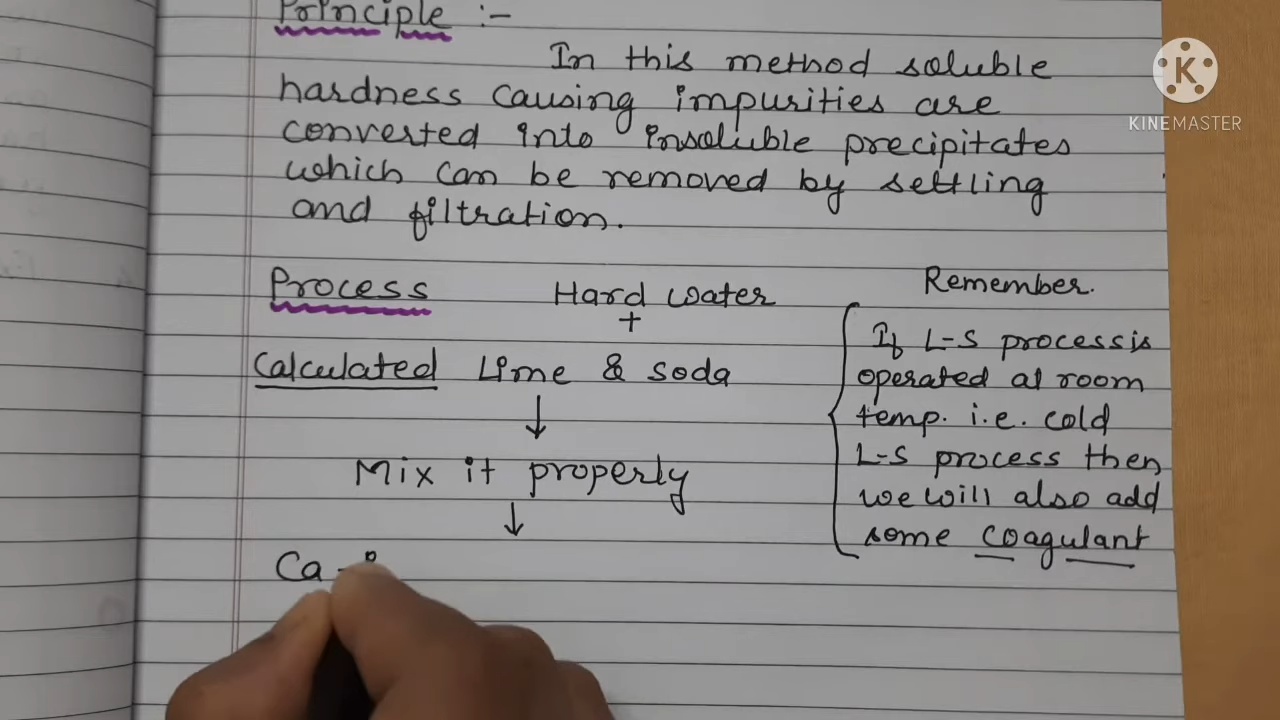 Principle :-
In this method soluble
hardness causing impurities are
converted into insoluble precipitates
which can be removed by settling
and filtration.
Process
Hard water
+
Calculated Lime & soda
↓
Mix it properly
↓
Ca
Remember.
If L-S process is
operated at room
temp. i.e. cold
L-S process then
we will also add
some coagulant
K
KINEMASTER